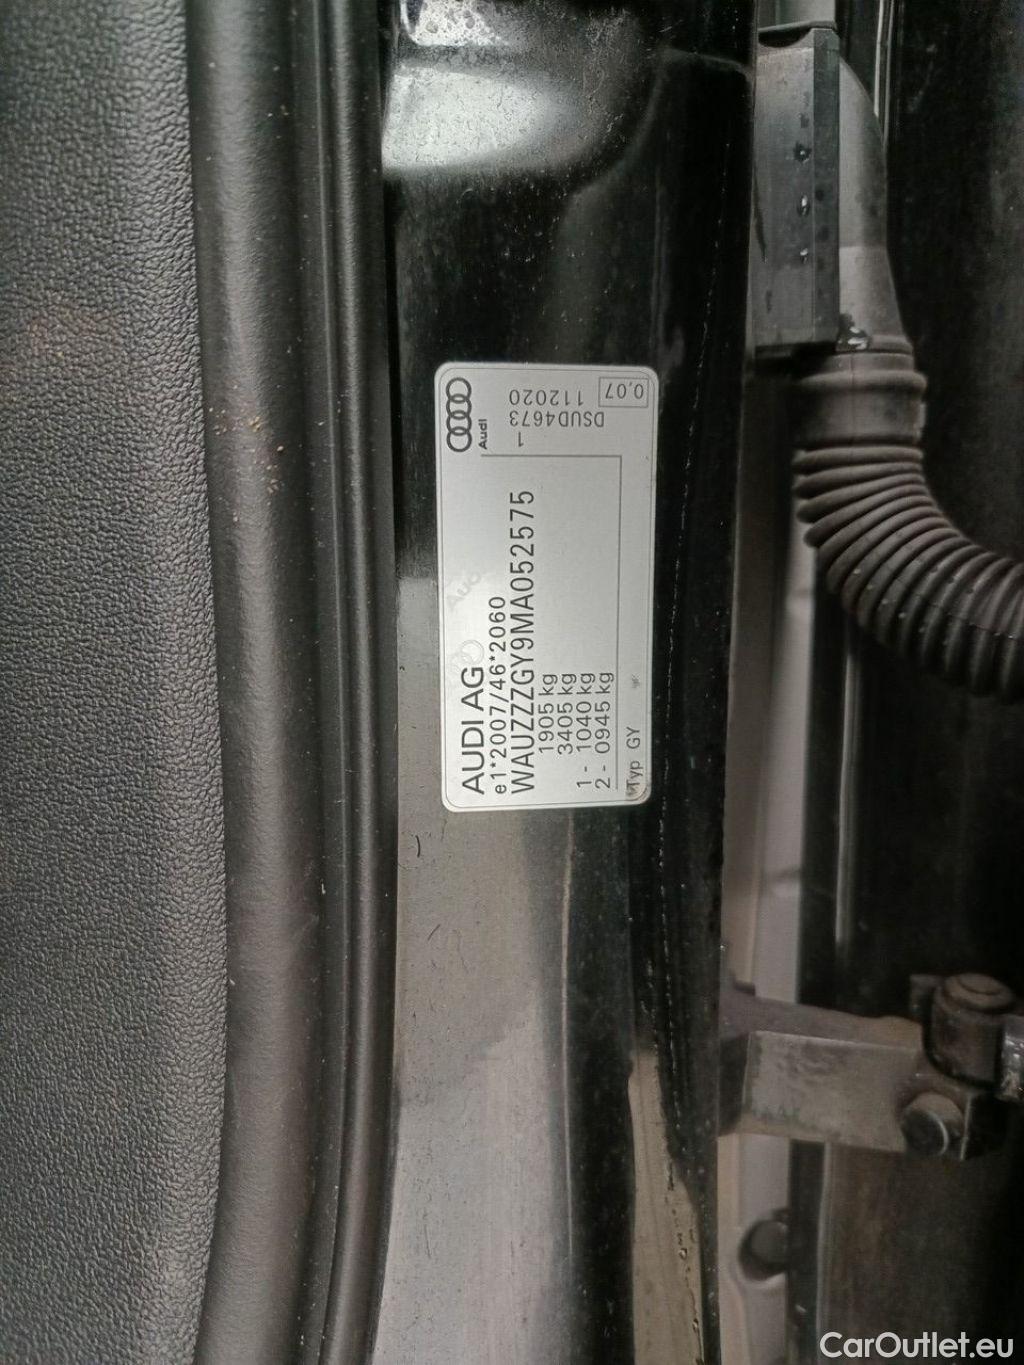 AUDI AG
e1*2007/46*2060
WAUZZZGY9MA052575
1905 kg
3405 kg
1 - 1040 kg
2 - 0945 kg
Typ GY
Audi
1
DSUD4673
112020
0,07
CarOutlet.eu